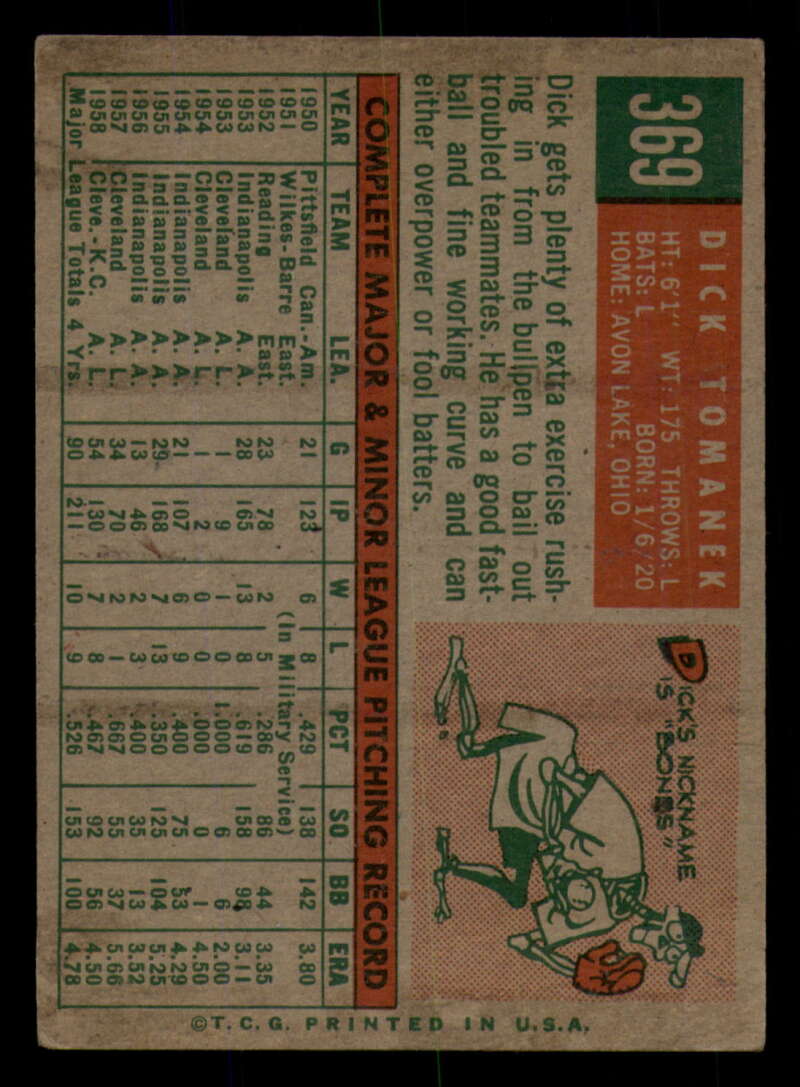 369
DICK TOMANEK
HT: 6'1" WT: 175 THROWS: L
BATS: L BORN: 1/6/20
HOME: AVON LAKE, OHIO
DICK'S NICKNAME
IS "BONES"
Dick gets plenty of extra exercise rush-
ing in from the bullpen to bail out
troubled teammates. He has a good fast-
ball and fine working curve and can
either overpower or fool batters.
COMPLETE MAJOR & MINOR LEAGUE PITCHING RECORD
YEAR TEAM LEA. G IP W L PCT SO BB ERA
1950 Pittsfield Can.-Am. 21 123 6 8 .429 138 142 3.80
1951 Wilkes-Barre East. (In Military Service)
1952 Reading East. 23 78 2 5 .286 86 44 3.35
1953 Indianapolis A. A. 28 165 13 8 .619 158 98 3.11
1953 Cleveland A. L. 1 9 1 0 1.000 6 6 2.00
1954 Cleveland A. L. 1 2 0 0 .000 0 1 4.50
1954 Indianapolis A. A. 21 107 6 9 .400 75 53 4.29
1955 Indianapolis A. A. 29 168 7 13 .350 125 104 5.25
1956 Indianapolis A. A. 13 46 2 3 .400 35 13 3.52
1957 Cleveland A. L. 34 70 2 1 .667 55 37 5.66
1958 Cleve.-K.C. A. L. 54 130 7 8 .467 92 56 4.50
Major League Totals 4 Yrs. 90 211 10 9 .526 153 100 4.78
©T.C.G. PRINTED IN U.S.A.